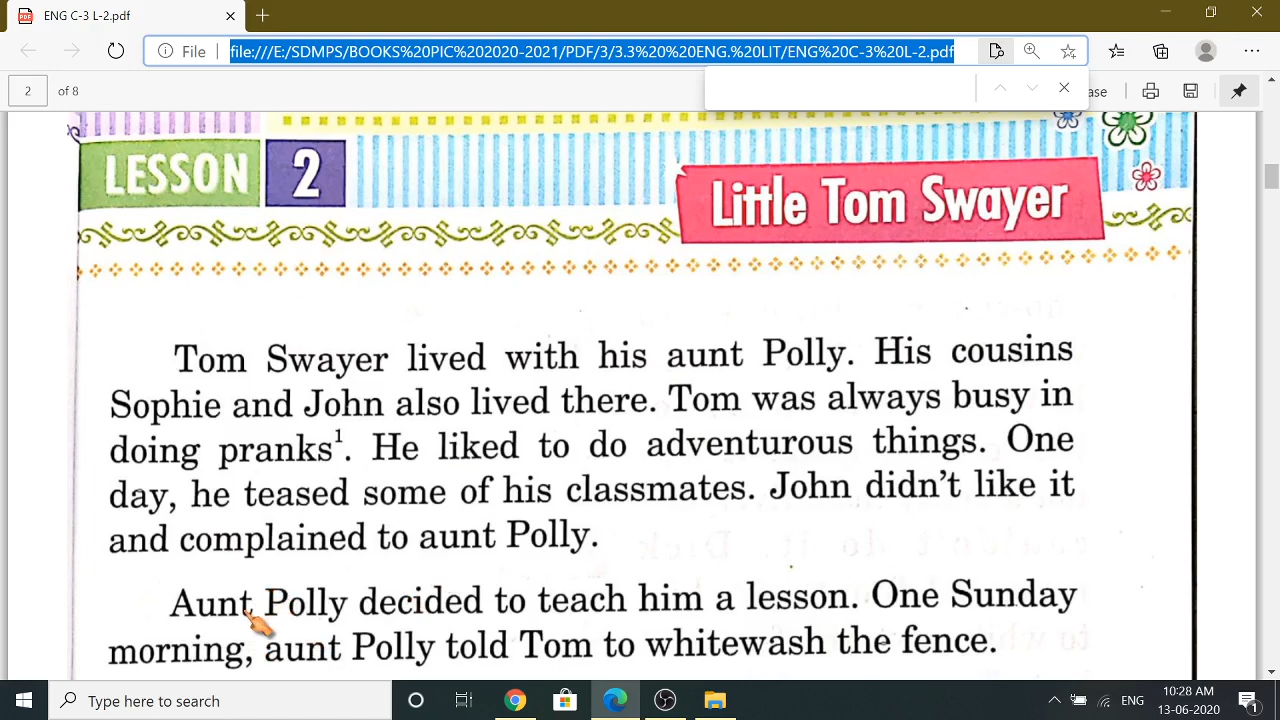 ENG C-3 L-2.pdf
File
file:///E:/SDMPS/BOOKS%20PIC%202020-2021/PDF/3/3.3%20%20ENG.%20LIT/ENG%20C-3%20L-2.pdf
2 of 8
ase
LESSON 2
Little Tom Swayer
Tom Swayer lived with his aunt Polly. His cousins
Sophie and John also lived there. Tom was always busy in
doing pranks¹. He liked to do adventurous things. One
day, he teased some of his classmates. John didn't like it
and complained to aunt Polly.
Aunt Polly decided to teach him a lesson. One Sunday
morning, aunt Polly told Tom to whitewash the fence.
Type here to search
ENG
10:28 AM
13-06-2020
1